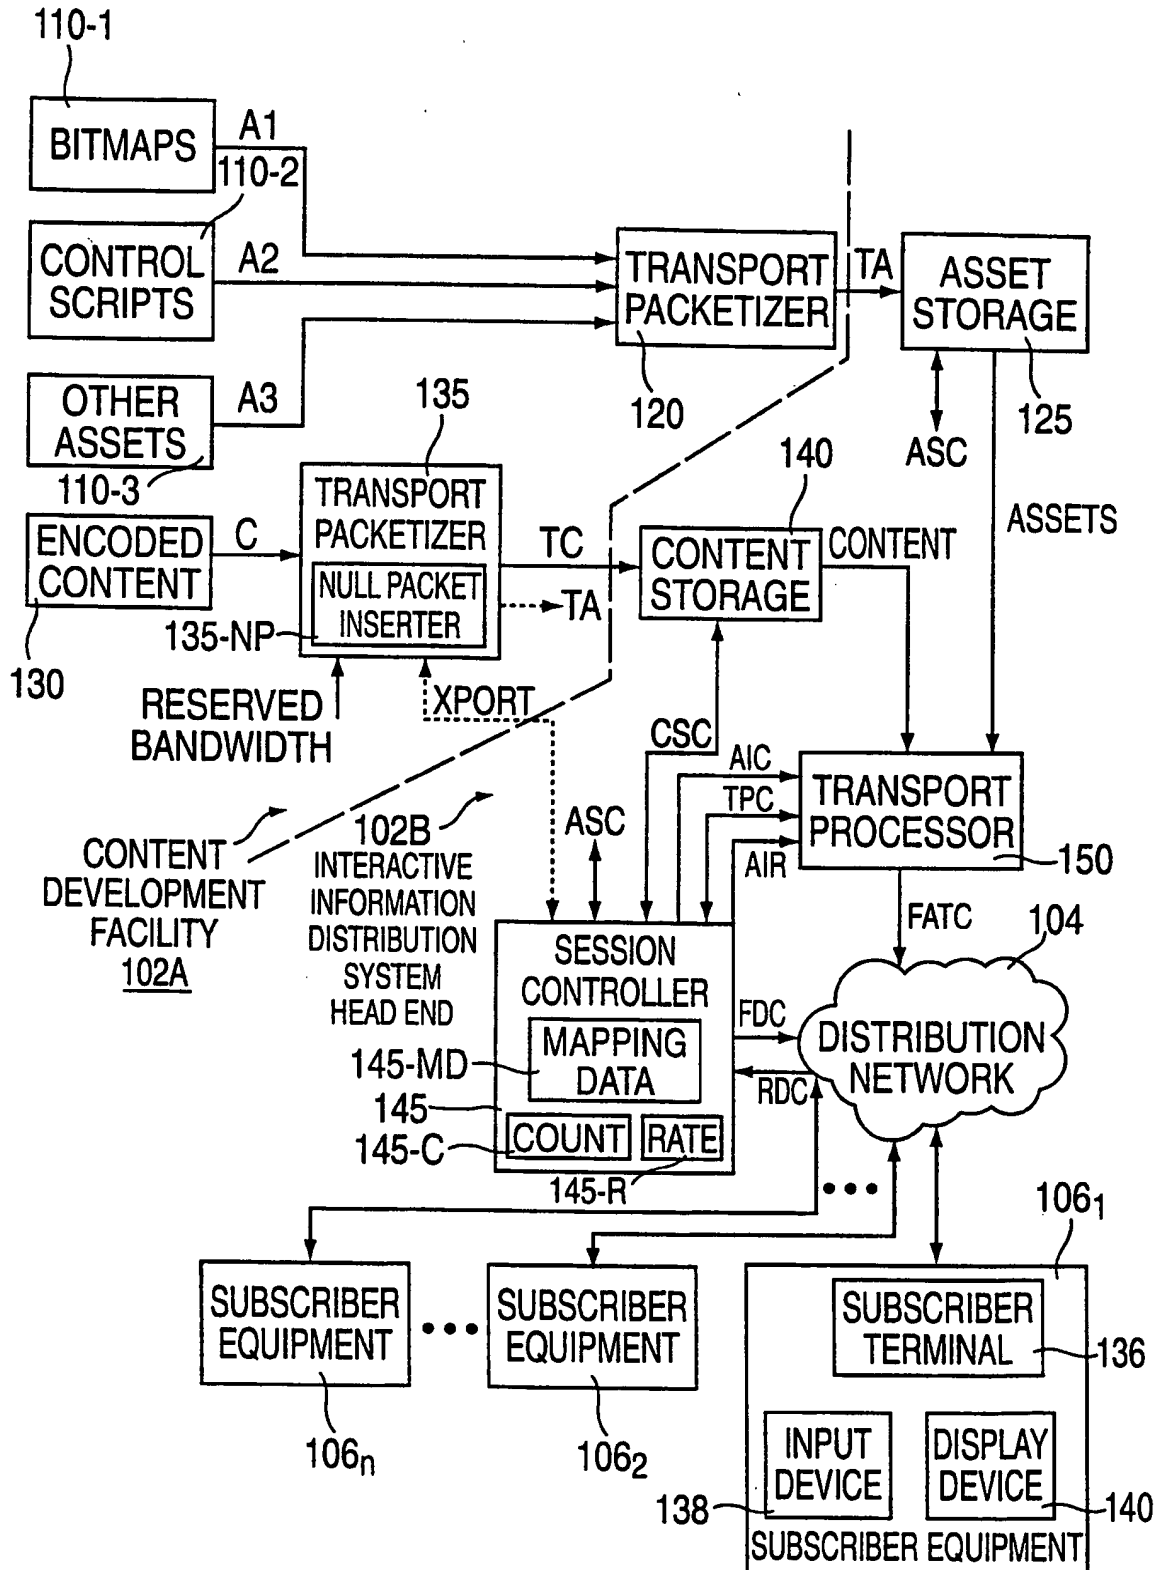 110-1
BITMAPS
A1
110-2
CONTROL
SCRIPTS
A2
OTHER
ASSETS
A3
110-3
TRANSPORT
PACKETIZER
120
TA
ASSET
STORAGE
125
ASC
ASSETS
ENCODED
CONTENT
130
C
135
TRANSPORT
PACKETIZER
NULL PACKET
INSERTER
135-NP
TC
TA
RESERVED
BANDWIDTH
XPORT
140
CONTENT
STORAGE
CONTENT
CSC
AIC
TPC
AIR
TRANSPORT
PROCESSOR
150
FATC
104
CONTENT
DEVELOPMENT
FACILITY
102A
102B
INTERACTIVE
INFORMATION
DISTRIBUTION
SYSTEM
HEAD END
ASC
SESSION
CONTROLLER
MAPPING
DATA
145-MD
145
COUNT
RATE
145-C
145-R
FDC
RDC
DISTRIBUTION
NETWORK
SUBSCRIBER
EQUIPMENT
106n
SUBSCRIBER
EQUIPMENT
1062
1061
SUBSCRIBER
TERMINAL
136
INPUT
DEVICE
138
DISPLAY
DEVICE
140
SUBSCRIBER EQUIPMENT